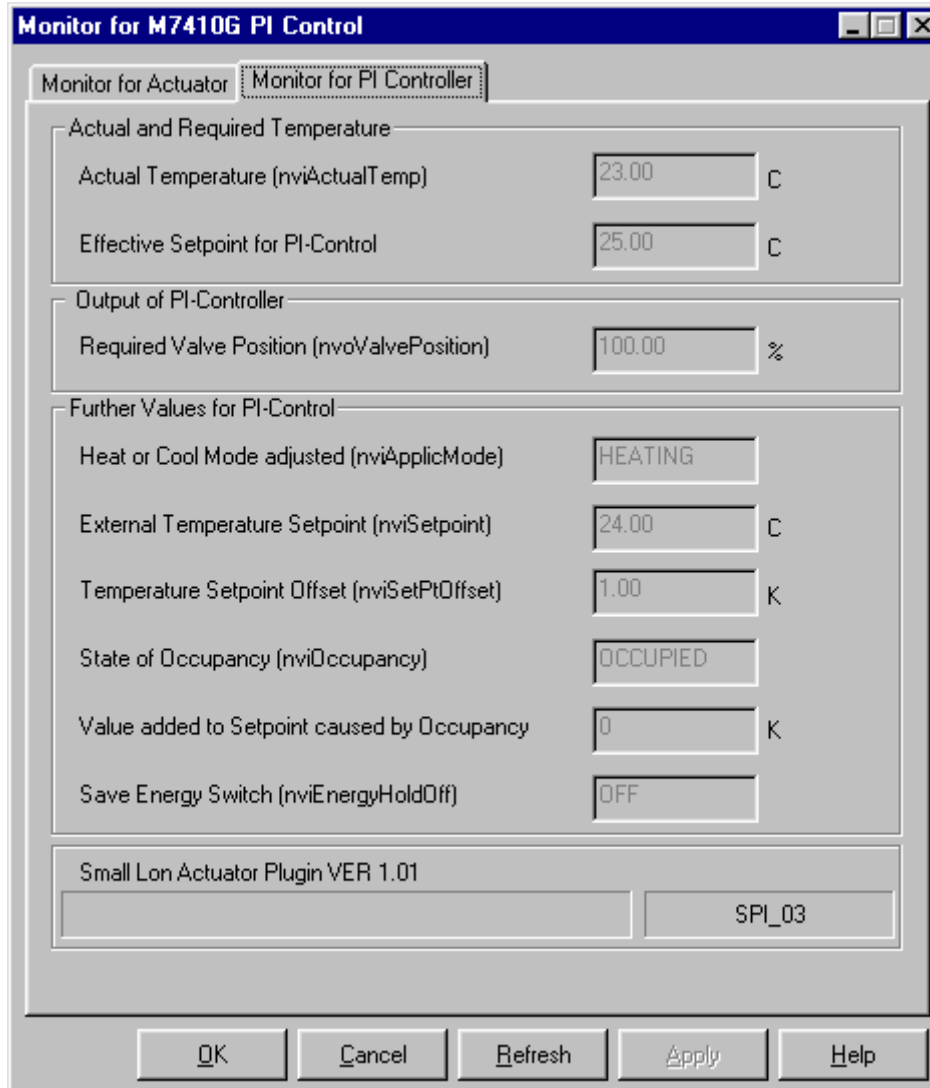 Monitor for M7410G PI Control
Monitor for Actuator Monitor for PI Controller
Actual and Required Temperature
Actual Temperature (nviActualTemp) 23.00 C
Effective Setpoint for PI-Control 25.00 C
Output of PI-Controller
Required Valve Position (nvoValvePosition) 100.00 %
Further Values for PI-Control
Heat or Cool Mode adjusted (nviApplicMode) HEATING
External Temperature Setpoint (nviSetpoint) 24.00 C
Temperature Setpoint Offset (nviSetPtOffset) 1.00 K
State of Occupancy (nviOccupancy) OCCUPIED
Value added to Setpoint caused by Occupancy 0 K
Save Energy Switch (nviEnergyHoldOff) OFF
Small Lon Actuator Plugin VER 1.01
SPI_03
OK Cancel Refresh Apply Help